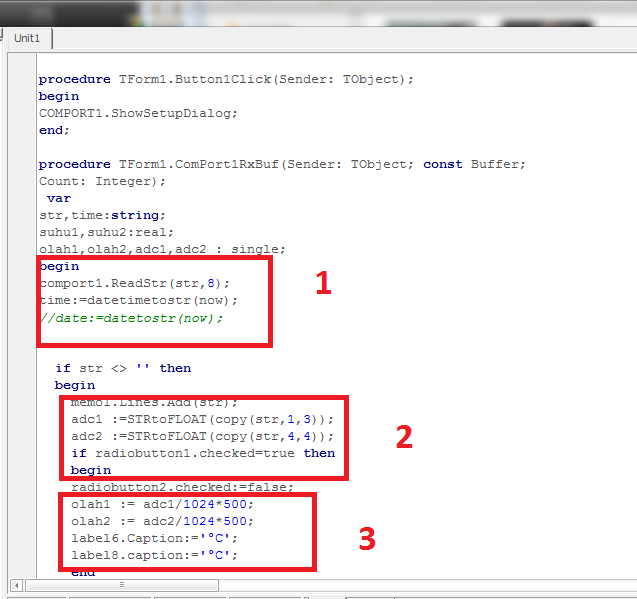 Unit1
procedure TForm1.Button1Click(Sender: TObject);
begin
COMPORT1.ShowSetupDialog;
end;
procedure TForm1.ComPort1RxBuf(Sender: TObject; const Buffer;
Count: Integer);
var
str,time:string;
suhu1,suhu2:real;
olah1,olah2,adc1,adc2 : single;
begin
comport1.ReadStr(str,8);
time:=datetimetostr(now);
//date:=datetostr(now);
1
if str <> '' then
begin
memo1.Lines.Add(str);
adc1 :=STRtoFLOAT(copy(str,1,3));
adc2 :=STRtoFLOAT(copy(str,4,4));
if radiobutton1.checked=true then
begin
2
radiobutton2.checked:=false;
olah1 := adc1/1024*500;
olah2 := adc2/1024*500;
label6.Caption:='°C';
label8.caption:='°C';
3
end